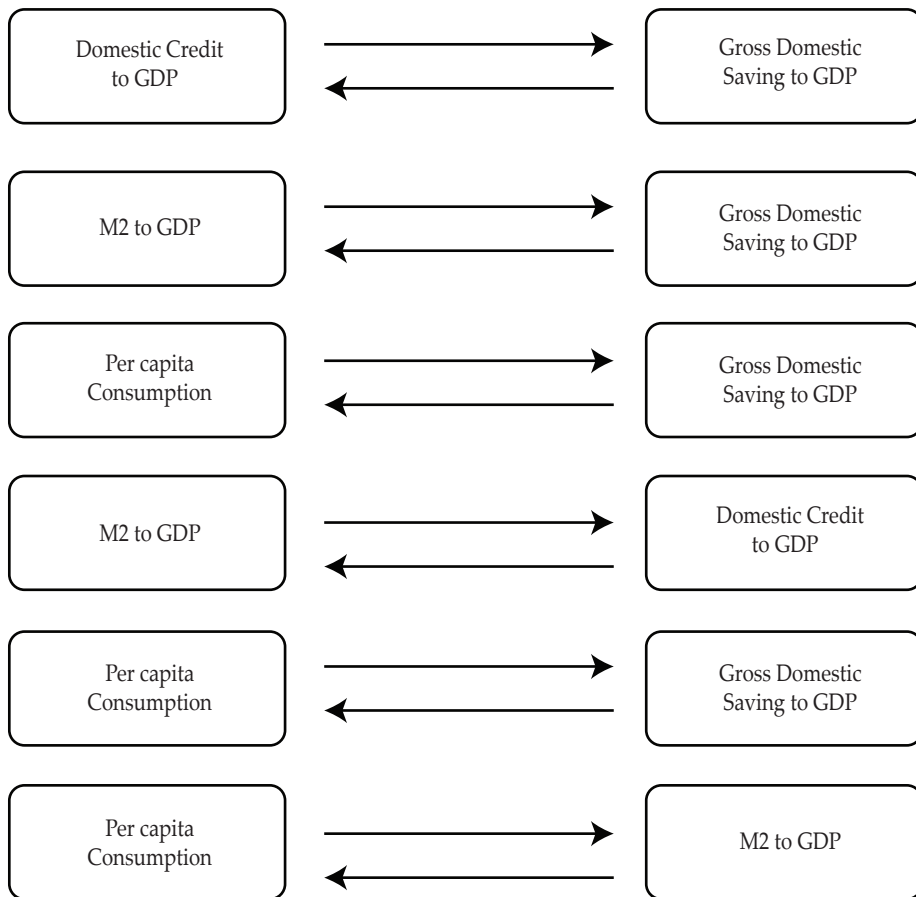 Domestic Credit
to GDP
Gross Domestic
Saving to GDP
M2 to GDP
Gross Domestic
Saving to GDP
Per capita
Consumption
Gross Domestic
Saving to GDP
M2 to GDP
Domestic Credit
to GDP
Per capita
Consumption
Gross Domestic
Saving to GDP
Per capita
Consumption
M2 to GDP